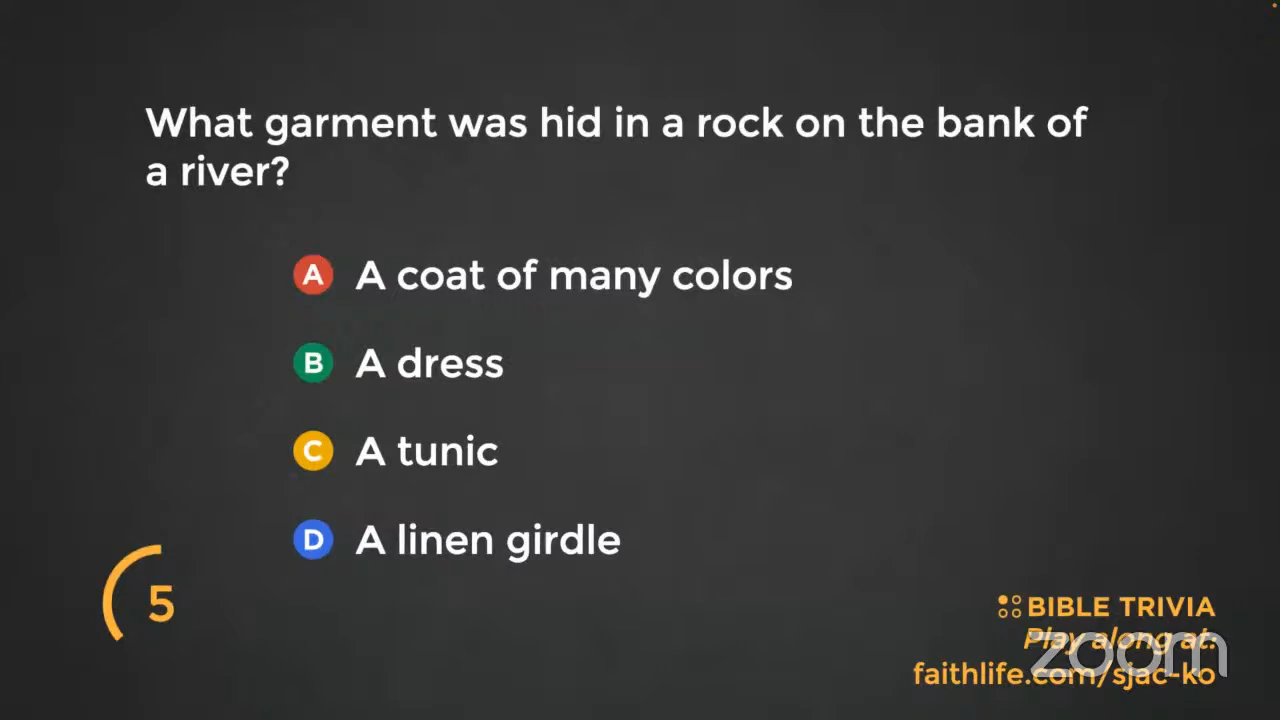 What garment was hid in a rock on the bank of
a river?
A A coat of many colors
B A dress
C A tunic
D A linen girdle
5
BIBLE TRIVIA
Play along at:
zoom
faithlife.com/sjac-ko